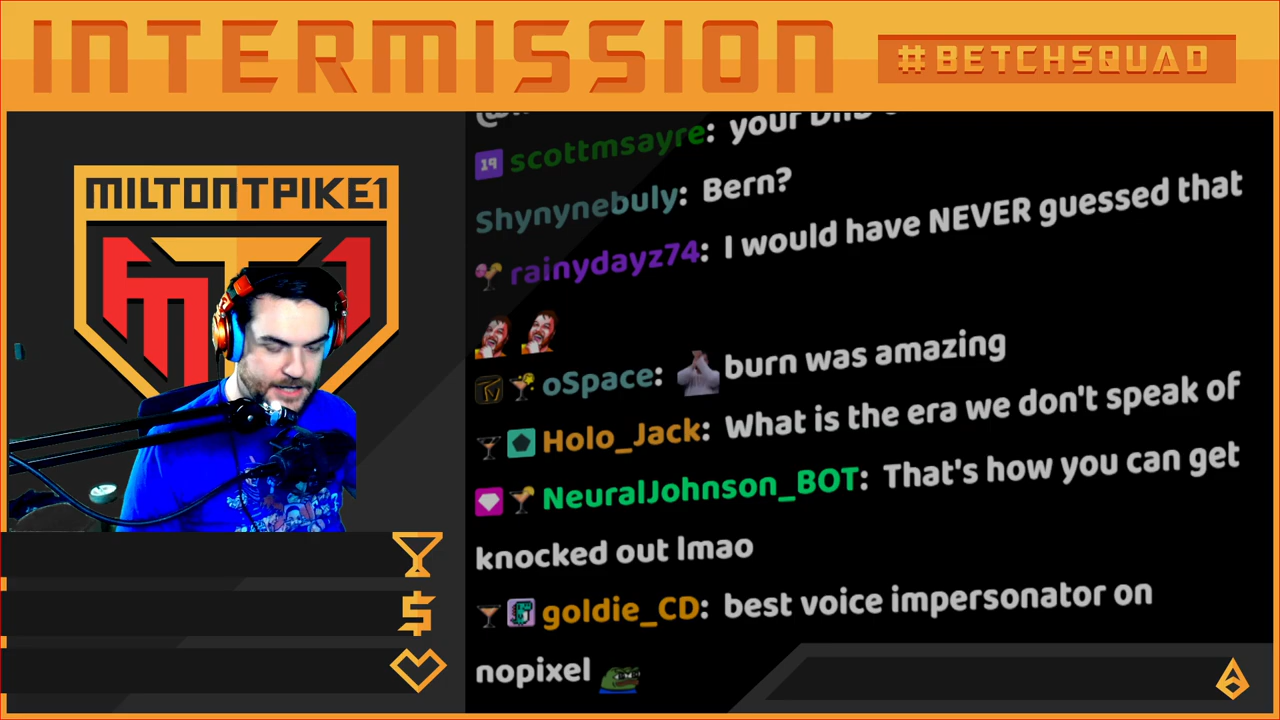 INTERMISSION
#BETCHSQUAD
MILTONTPIKE1
19 scottmsayre: your
Shynynebuly: Bern?
rainydayz74: I would have NEVER guessed that
oSpace: burn was amazing
Holo_Jack: What is the era we don't speak of
NeuralJohnson_BOT: That's how you can get
knocked out lmao
goldie_CD: best voice impersonator on
nopixel